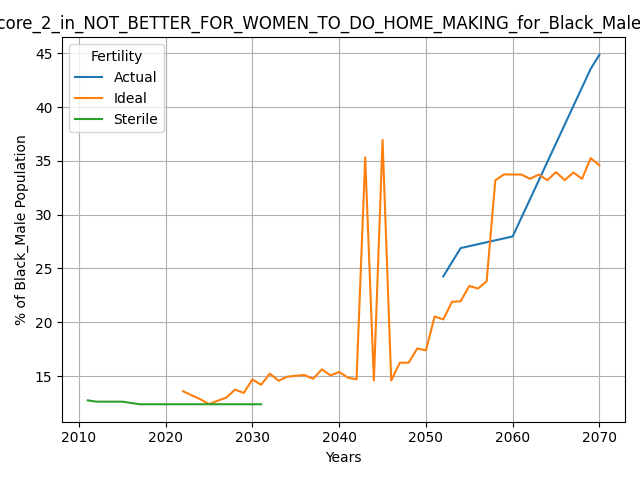 core_2_in_NOT_BETTER_FOR_WOMEN_TO_DO_HOME_MAKING_for_Black_Male
Fertility
Actual
Ideal
Sterile
% of Black_Male Population
45
40
35
30
25
20
15
2010 2020 2030 2040 2050 2060 2070
Years